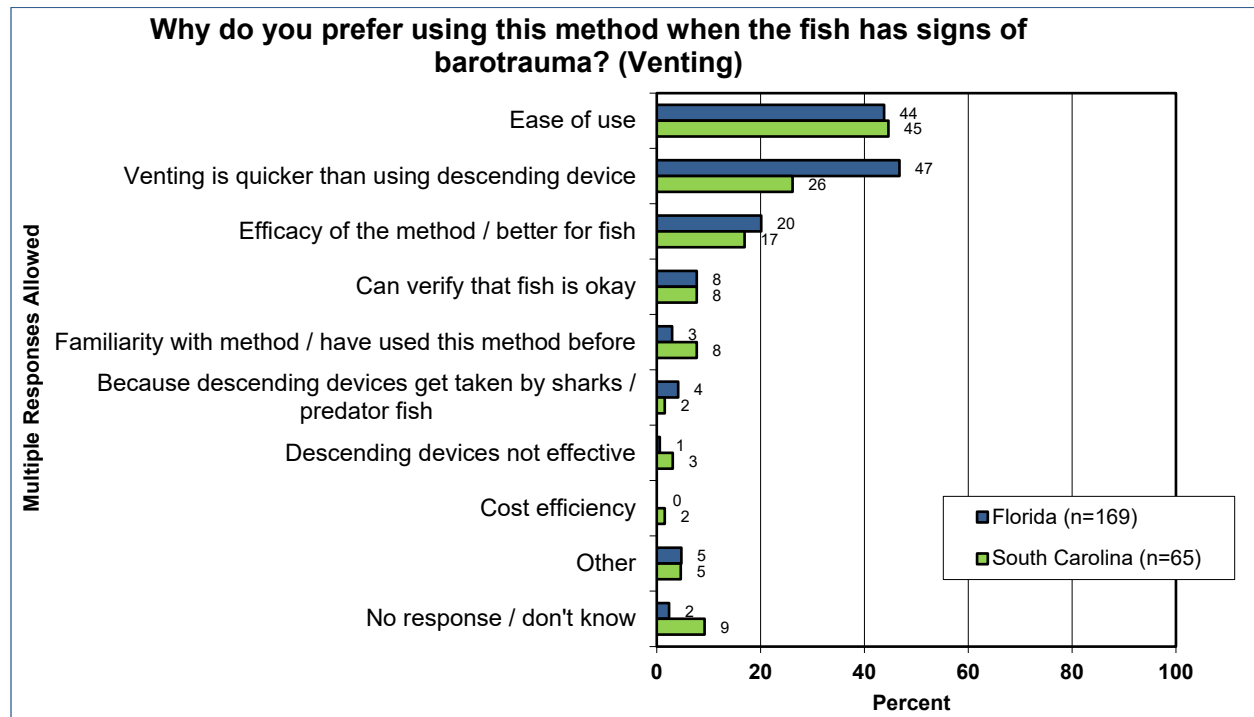 Why do you prefer using this method when the fish has signs of
barotrauma? (Venting)
Multiple Responses Allowed
Ease of use
44
45
Venting is quicker than using descending device
47
26
Efficacy of the method / better for fish
20
17
Can verify that fish is okay
8
8
Familiarity with method / have used this method before
3
8
Because descending devices get taken by sharks /
predator fish
4
2
Descending devices not effective
1
3
Cost efficiency
0
2
Other
5
5
No response / don't know
2
9
Florida (n=169)
South Carolina (n=65)
0 20 40 60 80 100
Percent